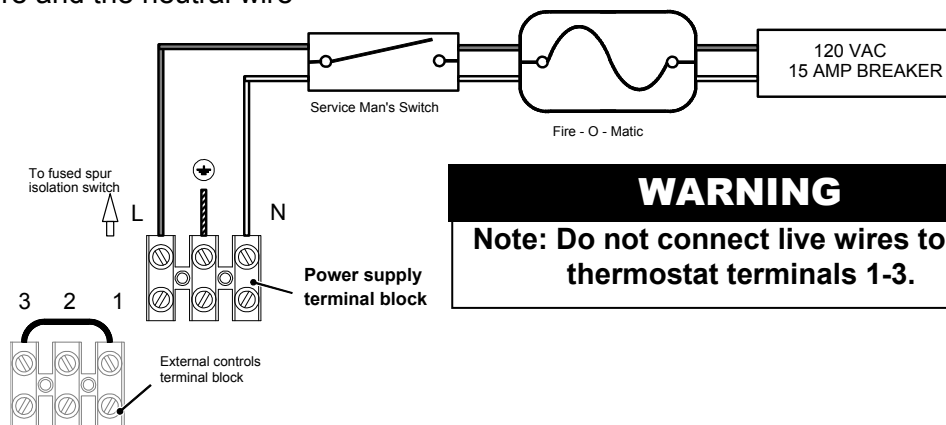 and the neutral wire
120 VAC
15 AMP BREAKER
Service Man's Switch
Fire - O - Matic
To fused spur
isolation switch
L
N
WARNING
Note: Do not connect live wires to
thermostat terminals 1-3.
Power supply
terminal block
3 2 1
External controls
terminal block